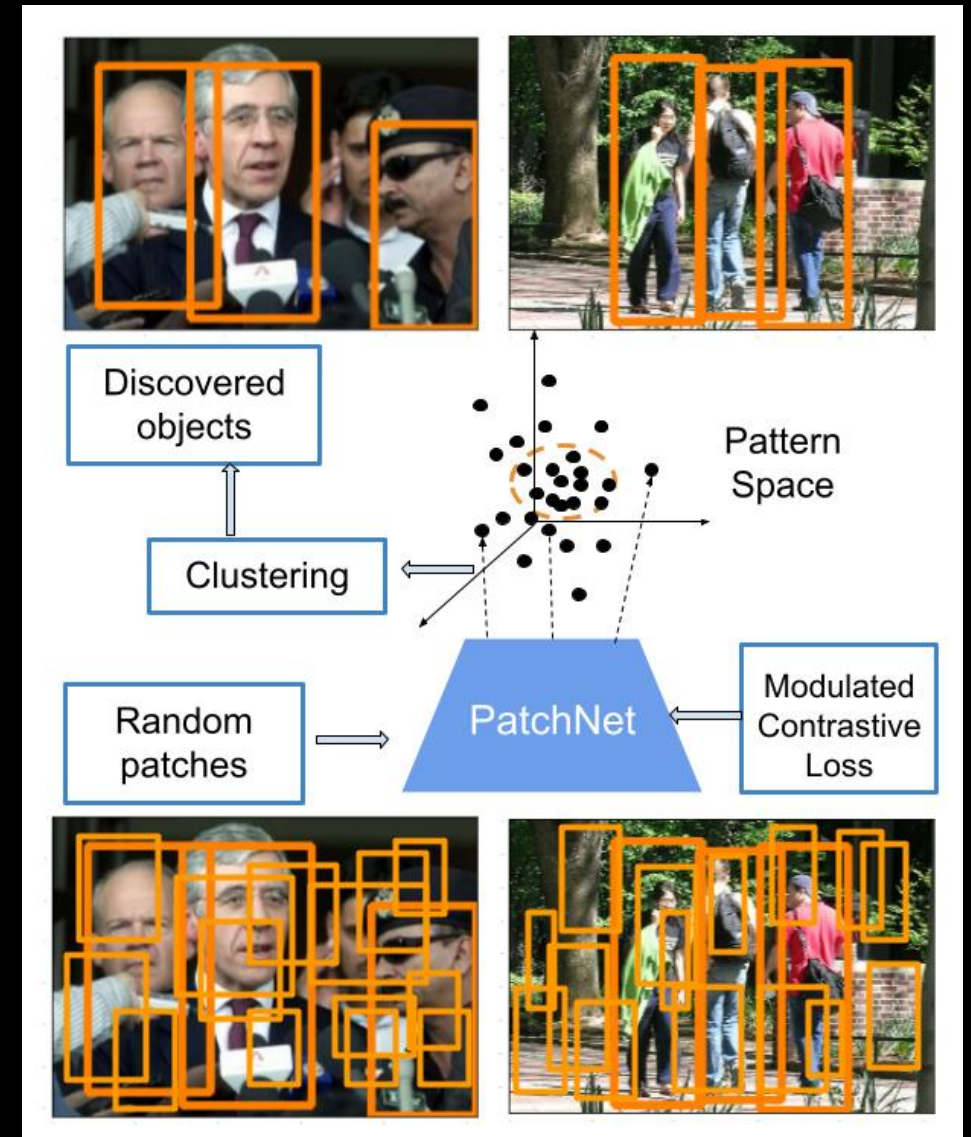 Discovered
objects
Pattern
Space
Clustering
Random
patches
PatchNet
Modulated
Contrastive
Loss